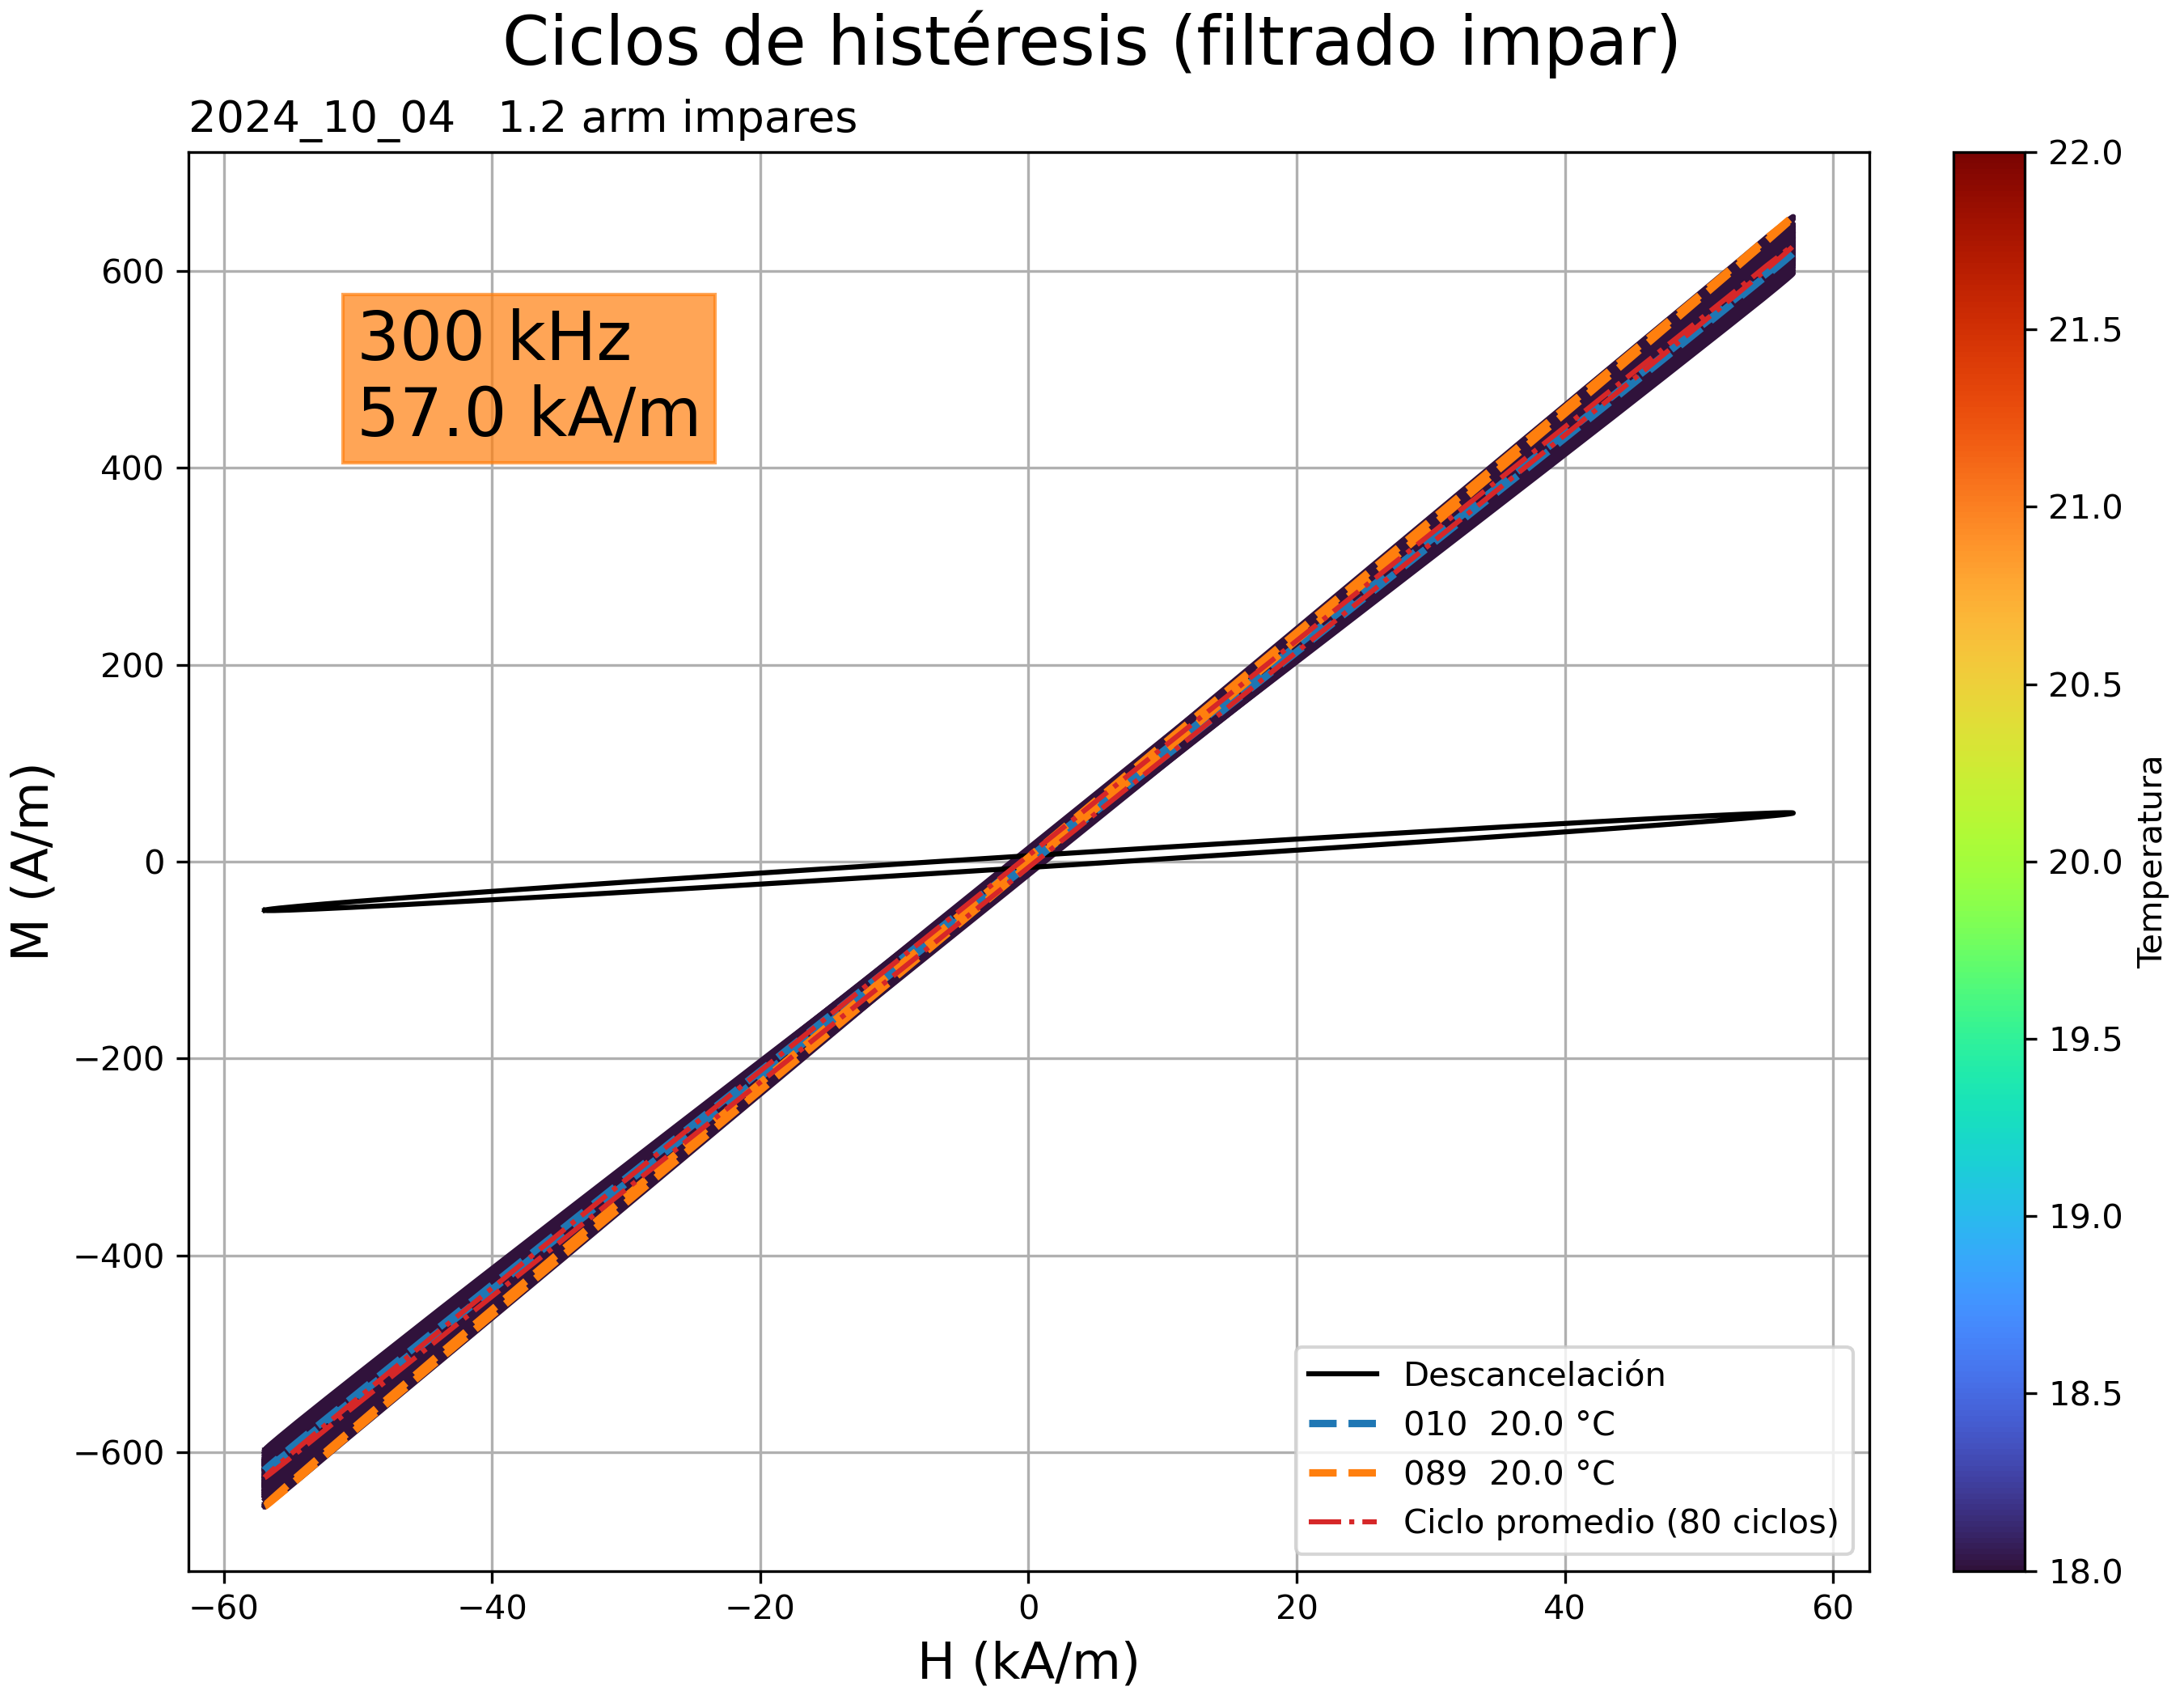 Ciclos de histéresis (filtrado impar)
2024_10_04   1.2 arm impares
300 kHz
57.0 kA/m
M (A/m)
600
400
200
0
−200
−400
−600
−60
−40
−20
0
20
40
60
H (kA/m)
Descancelación
010  20.0 °C
089  20.0 °C
Ciclo promedio (80 ciclos)
22.0
21.5
21.0
20.5
20.0
19.5
19.0
18.5
18.0
Temperatura